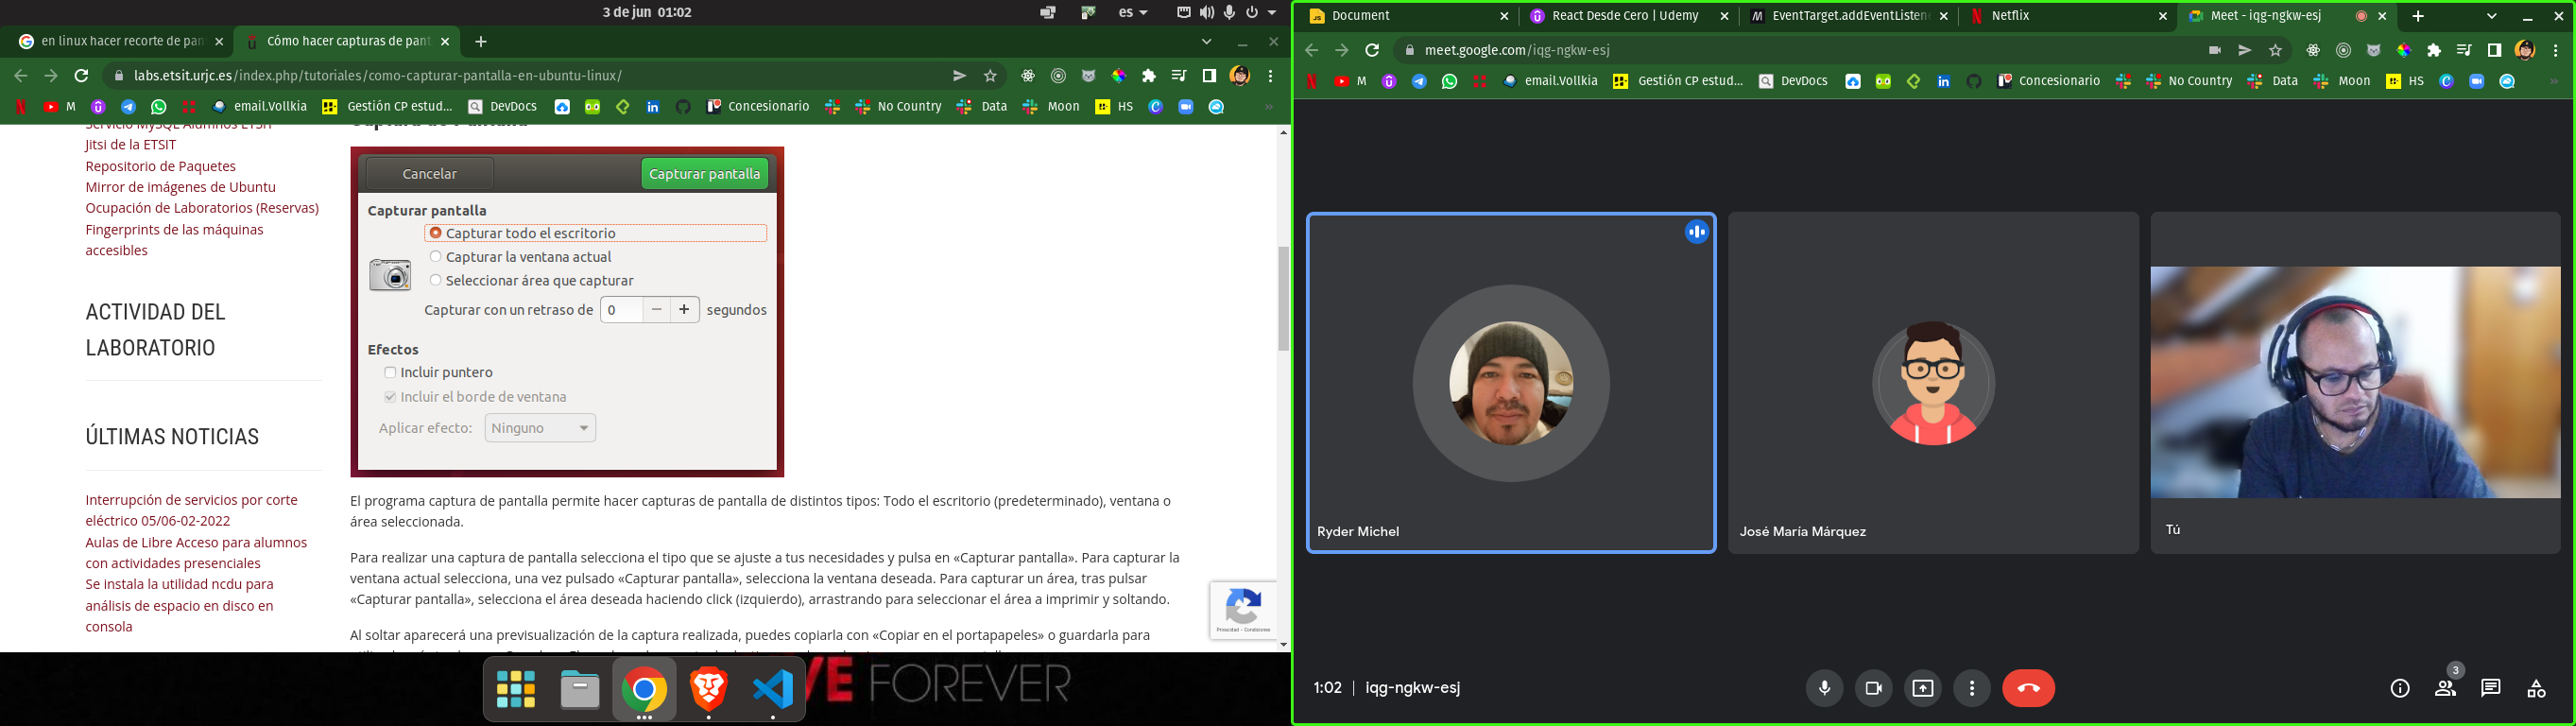 3 de jun 01:02
es
en linux hacer recorte de pan
Cómo hacer capturas de pant
labs.etsit.urjc.es/index.php/tutoriales/como-capturar-pantalla-en-ubuntu-linux/
M
email.Vollkia
Gestión CP estud...
DevDocs
Concesionario
No Country
Data
Moon
HS
Servicio MySQL Alumnos ETSIT
Jitsi de la ETSIT
Repositorio de Paquetes
Mirror de imágenes de Ubuntu
Ocupación de Laboratorios (Reservas)
Fingerprints de las máquinas
accesibles
ACTIVIDAD DEL
LABORATORIO
ÚLTIMAS NOTICIAS
Interrupción de servicios por corte
eléctrico 05/06-02-2022
Aulas de Libre Acceso para alumnos
con actividades presenciales
Se instala la utilidad ncdu para
análisis de espacio en disco en
consola
Cancelar
Capturar pantalla
Capturar pantalla
Capturar todo el escritorio
Capturar la ventana actual
Seleccionar área que capturar
Capturar con un retraso de 0 − + segundos
Efectos
Incluir puntero
Incluir el borde de ventana
Aplicar efecto: Ninguno
El programa captura de pantalla permite hacer capturas de pantalla de distintos tipos: Todo el escritorio (predeterminado), ventana o
área seleccionada.
Para realizar una captura de pantalla selecciona el tipo que se ajuste a tus necesidades y pulsa en «Capturar pantalla». Para capturar la
ventana actual selecciona, una vez pulsado «Capturar pantalla», selecciona la ventana deseada. Para capturar un área, tras pulsar
«Capturar pantalla», selecciona el área deseada haciendo click (izquierdo), arrastrando para seleccionar el área a imprimir y soltando.
Al soltar aparecerá una previsualización de la captura realizada, puedes copiarla con «Copiar en el portapapeles» o guardarla para
Privacidad - Condiciones
VE FOREVER
Document
React Desde Cero | Udemy
EventTarget.addEventListene
Netflix
Meet - iqg-ngkw-esj
meet.google.com/iqg-ngkw-esj
M
email.Vollkia
Gestión CP estud...
DevDocs
Concesionario
No Country
Data
Moon
HS
Ryder Michel
José María Márquez
Tú
1:02 | iqg-ngkw-esj
3